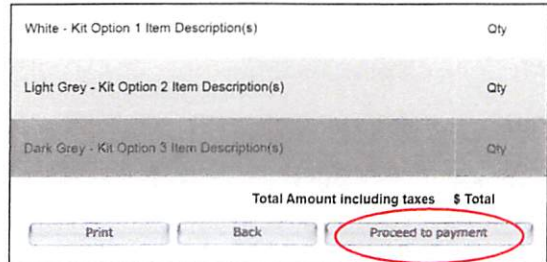 White - Kit Option 1 Item Description(s) Qty
Light Grey - Kit Option 2 Item Description(s) Qty
Dark Grey - Kit Option 3 Item Description(s) Qty
Total Amount including taxes $ Total
Print Back Proceed to payment